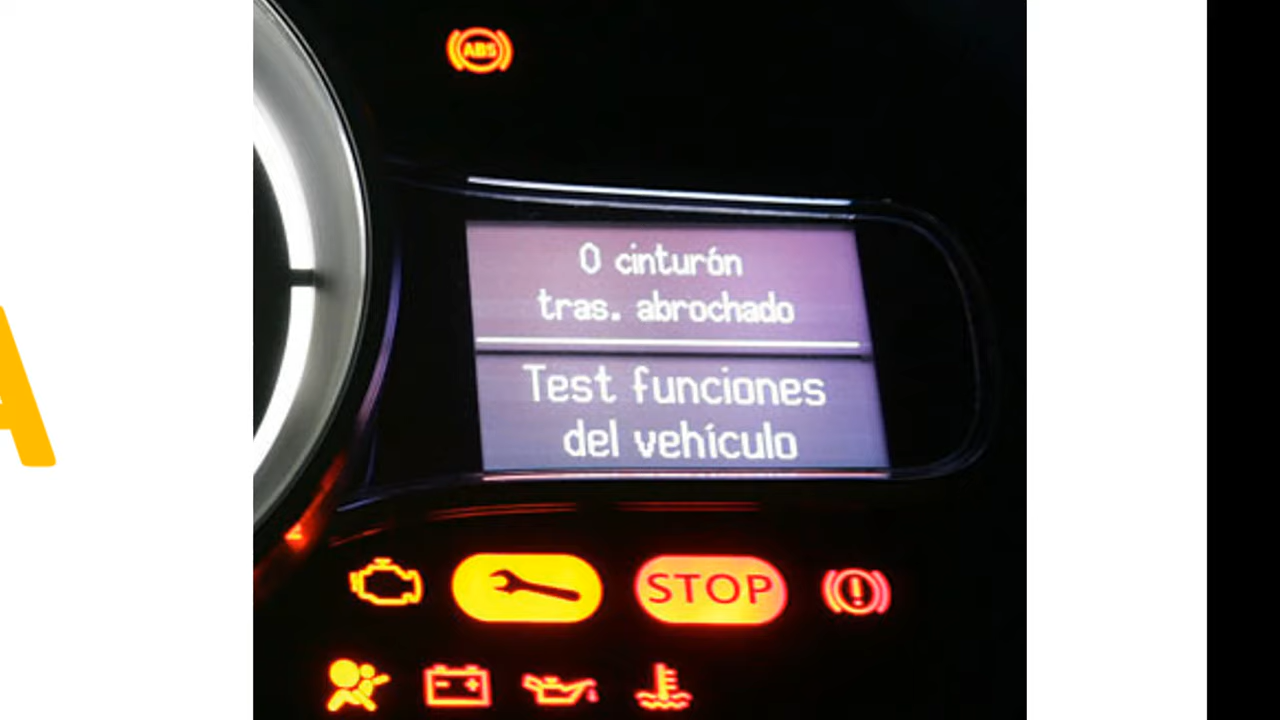 A
ABS
0 cinturón
tras. abrochado
Test funciones
del vehículo
STOP